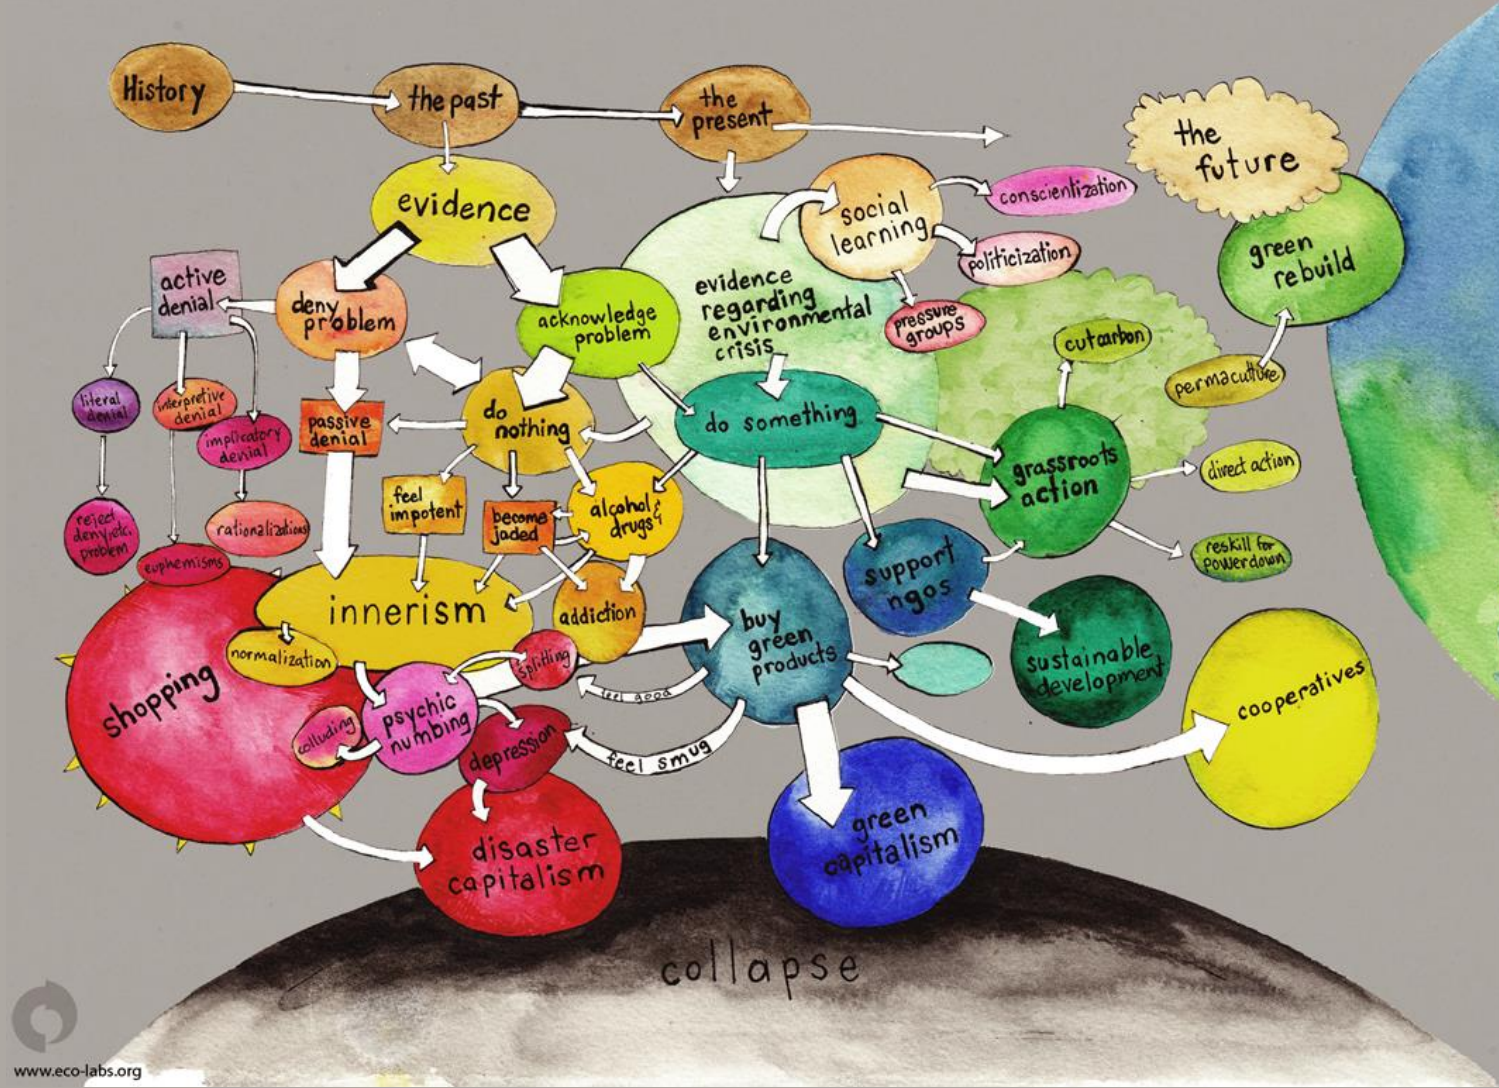 History
the past
the
present
the
future
evidence
social
learning
conscientization
politicization
pressure
groups
green
rebuild
active
denial
deny
problem
acknowledge
problem
evidence
regarding
environmental
crisis
cut carbon
permaculture
literal
denial
interpretive
denial
implicatory
denial
passive
denial
do
nothing
do something
grassroots
action
direct action
reskill for
powerdown
feel
impotent
become
jaded
alcohol &
drugs
reject
deny, etc.
problem
rationalizations
euphemisms
innerism
addiction
buy
green
products
support
ngos
sustainable
development
cooperatives
normalization
shopping
splitting
psychic
numbing
colluding
depression
feel good
feel smug
disaster
capitalism
green
capitalism
collapse
www.eco-labs.org